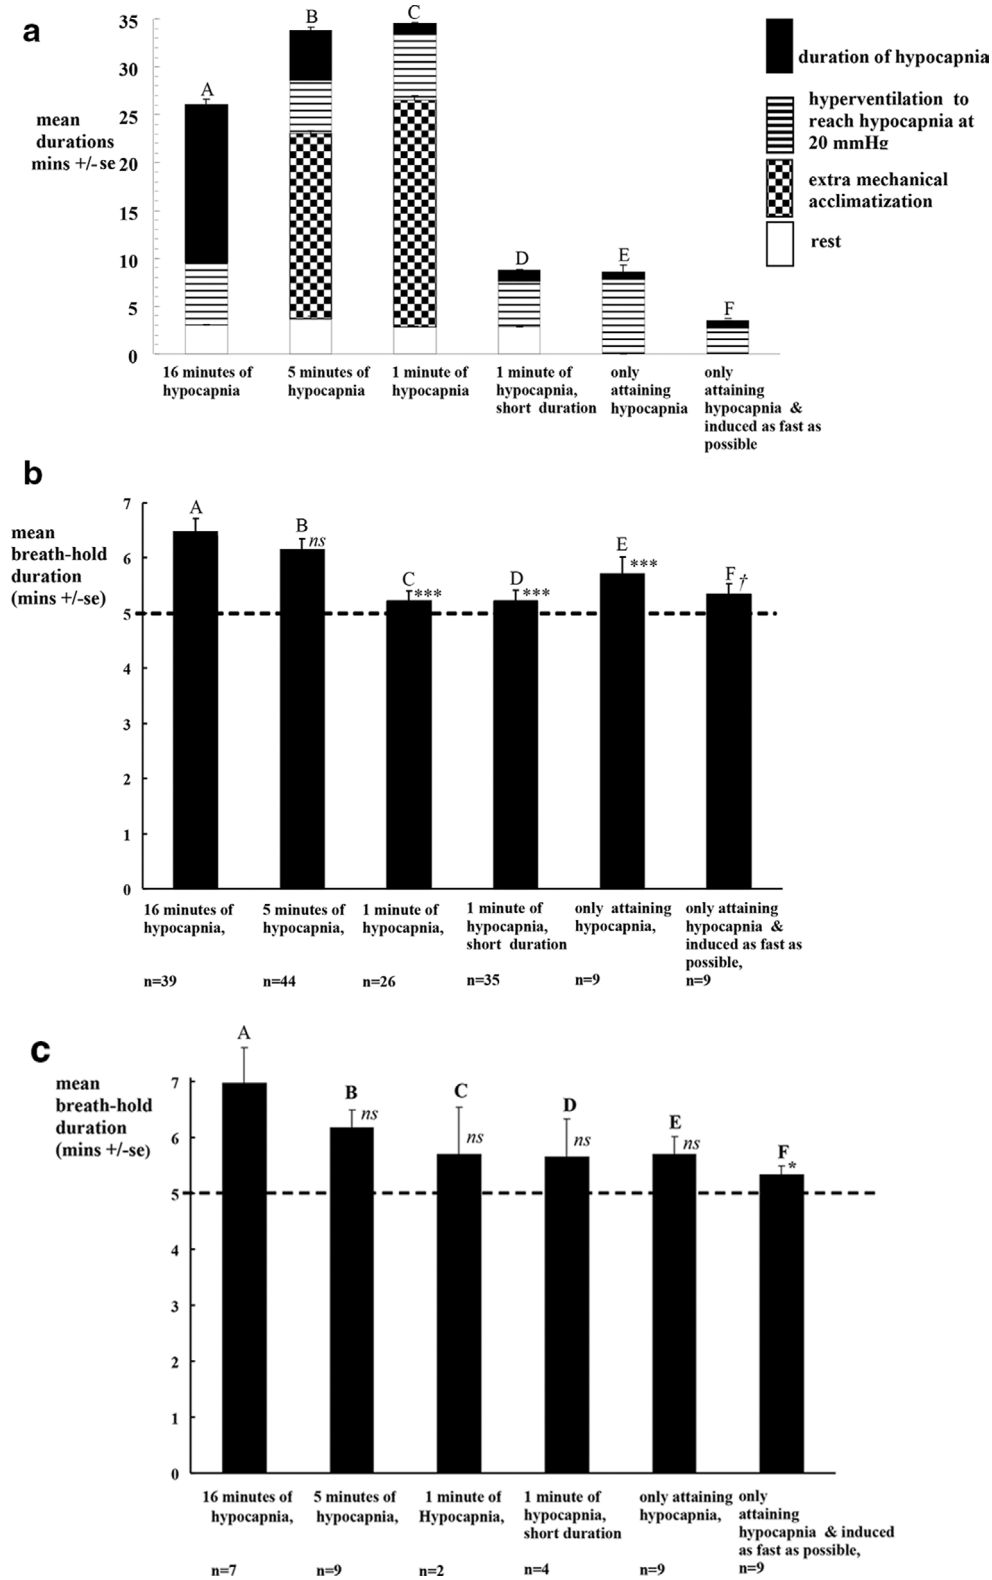 a
35
30
25
20
15
10
5
0
mean
durations
mins +/-se
A
B
C
D
E
F
duration of hypocapnia
hyperventilation to
reach hypocapnia at
20 mmHg
extra mechanical
acclimatization
rest
16 minutes of
hypocapnia
5 minutes of
hypocapnia
1 minute of
hypocapnia
1 minute of
hypocapnia,
short duration
only
attaining
hypocapnia
only
attaining
hypocapnia &
induced as fast as
possible
b
mean
breath-hold
duration
(mins +/-se)
7
6
5
4
3
2
1
0
A
B ns
C ***
D ***
E ***
F †
16 minutes of
hypocapnia,
n=39
5 minutes of
hypocapnia,
n=44
1 minute of
hypocapnia,
n=26
1 minute of
hypocapnia,
short duration
n=35
only attaining
hypocapnia,
n=9
only attaining
hypocapnia &
induced as fast as
possible,
n=9
c
mean
breath-hold
duration
(mins +/-se)
7
6
5
4
3
2
1
0
A
B ns
C ns
D ns
E ns
F *
16 minutes of
hypocapnia,
n=7
5 minutes of
hypocapnia,
n=9
1 minute of
Hypocapnia,
n=2
1 minute of
hypocapnia,
short duration
n=4
only attaining
hypocapnia,
n=9
only
attaining
hypocapnia & induced
as fast as possible,
n=9